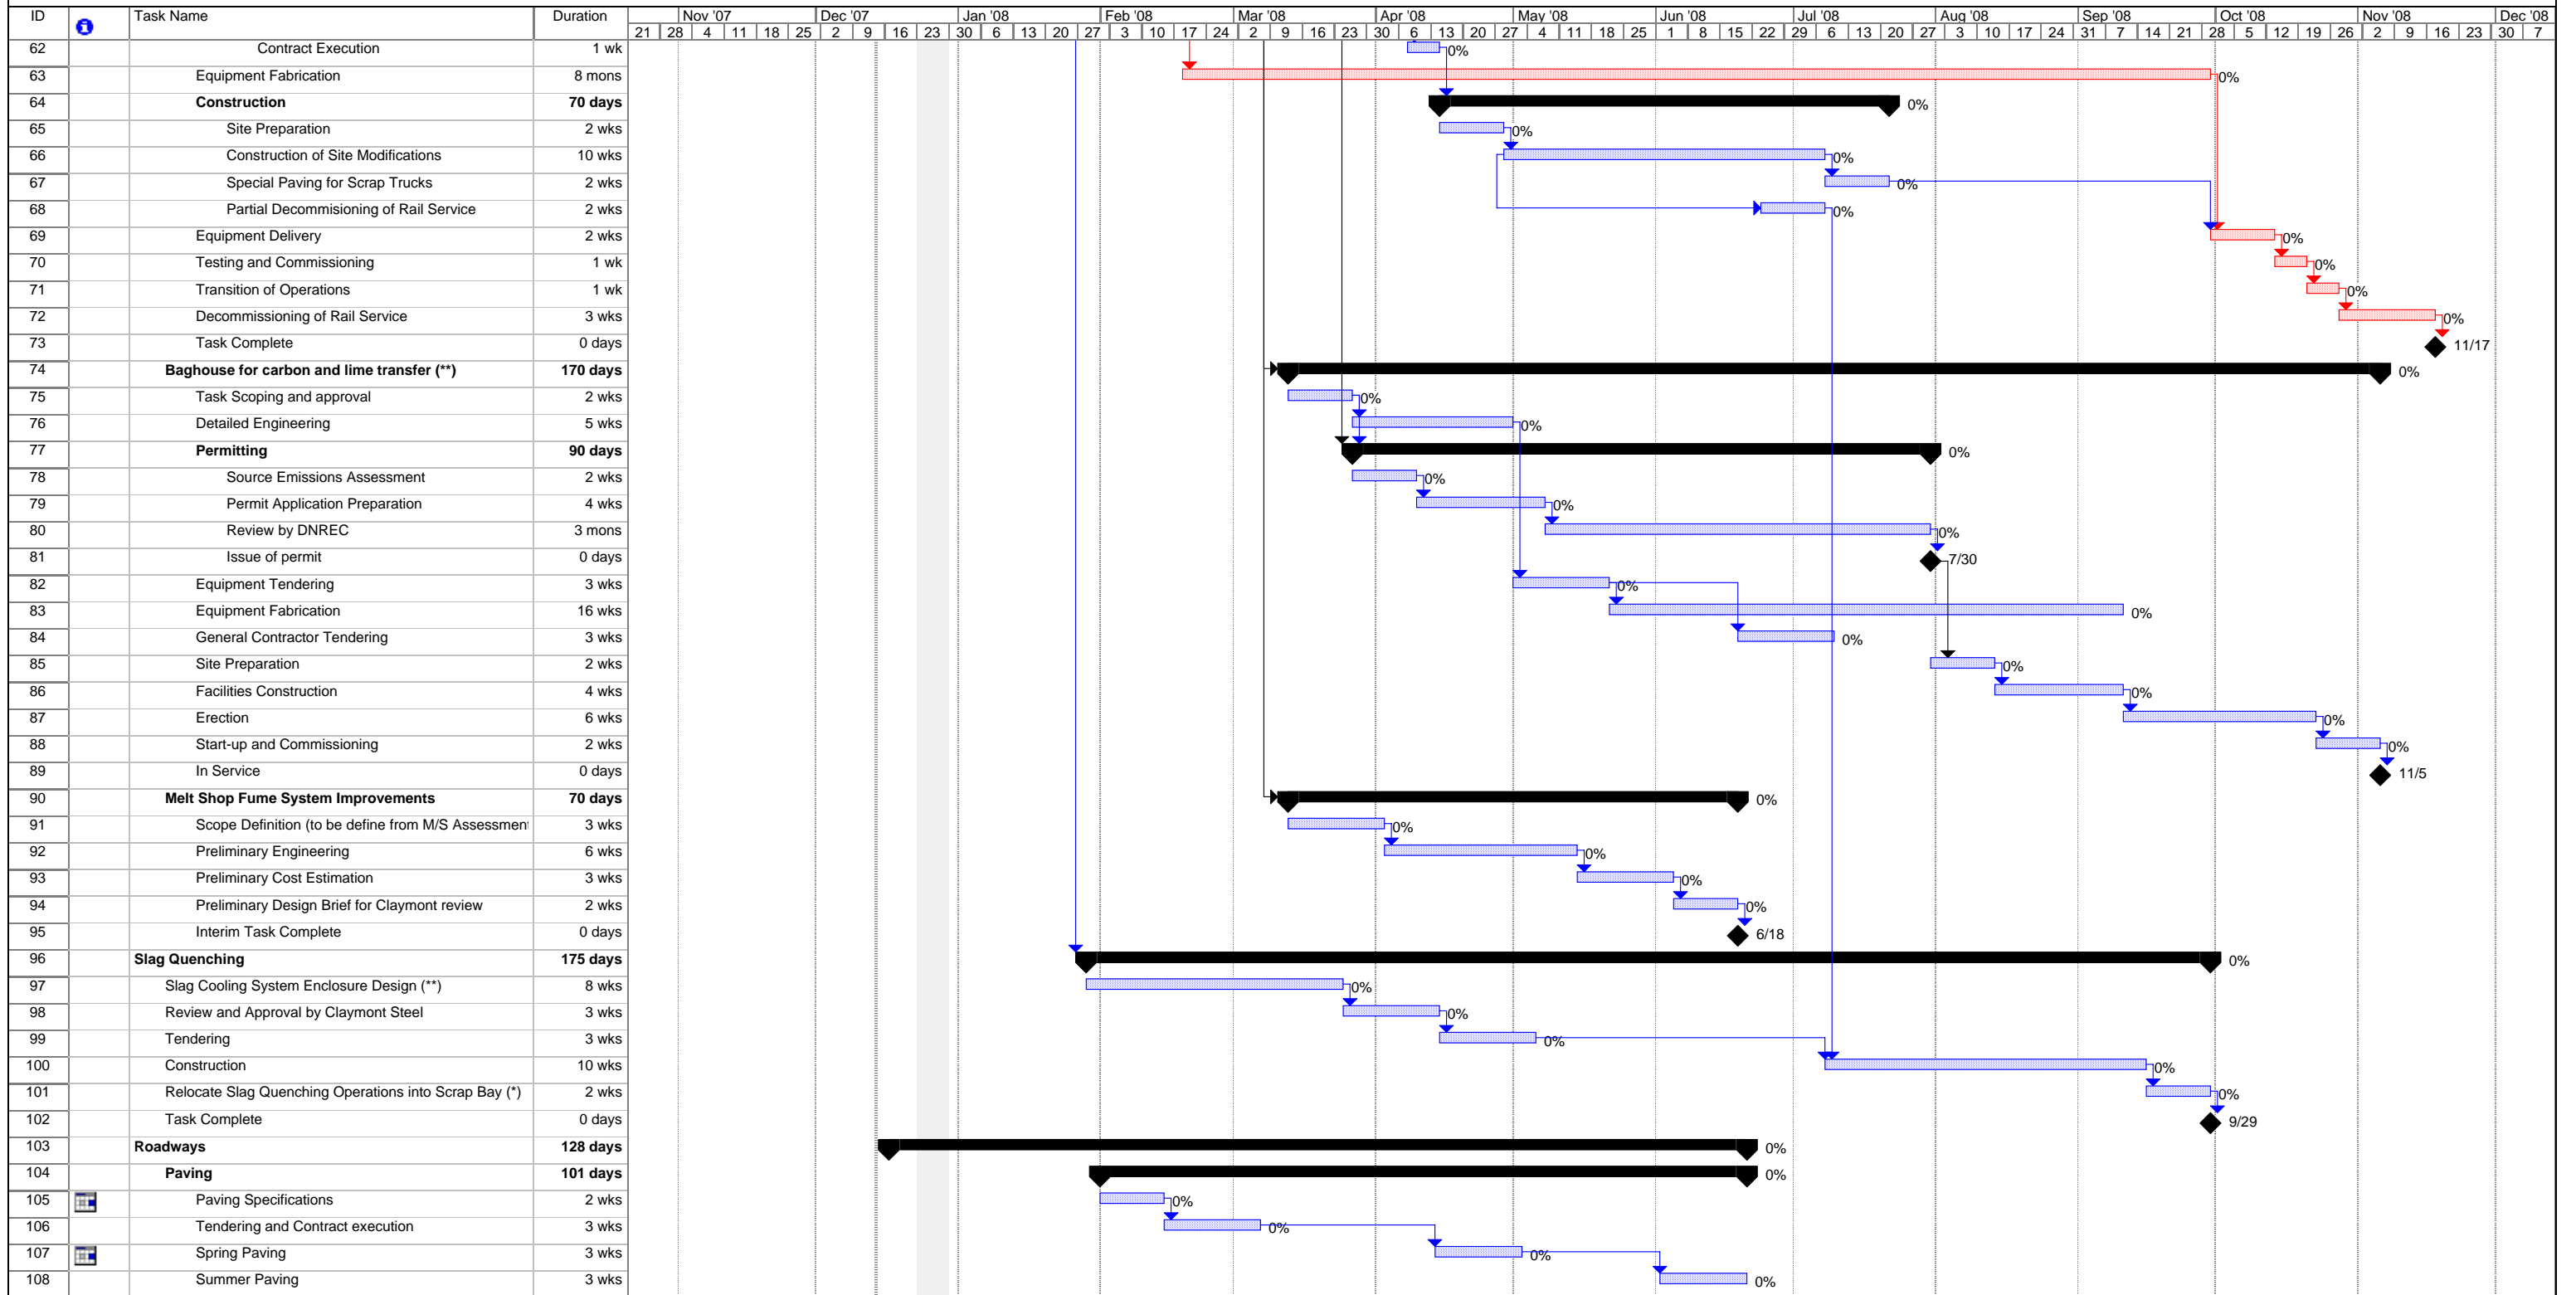 ID Task Name Duration Nov '07 Dec '07 Jan '08 Feb '08 Mar '08 Apr '08 May '08 Jun '08 Jul '08 Aug '08 Sep '08 Oct '08 Nov '08 Dec '08
21 28 4 11 18 25 2 9 16 23 30 6 13 20 27 3 10 17 24 2 9 16 23 30 6 13 20 27 4 11 18 25 1 8 15 22 29 6 13 20 27 3 10 17 24 31 7 14 21 28 5 12 19 26 2 9 16 23 30 7
62 Contract Execution 1 wk 0%
63 Equipment Fabrication 8 mons 0%
64 Construction 70 days 0%
65 Site Preparation 2 wks 0%
66 Construction of Site Modifications 10 wks 0%
67 Special Paving for Scrap Trucks 2 wks 0%
68 Partial Decommisioning of Rail Service 2 wks 0%
69 Equipment Delivery 2 wks 0%
70 Testing and Commissioning 1 wk 0%
71 Transition of Operations 1 wk 0%
72 Decommissioning of Rail Service 3 wks 0%
73 Task Complete 0 days 11/17
74 Baghouse for carbon and lime transfer (**) 170 days 0%
75 Task Scoping and approval 2 wks 0%
76 Detailed Engineering 5 wks 0%
77 Permitting 90 days 0%
78 Source Emissions Assessment 2 wks 0%
79 Permit Application Preparation 4 wks 0%
80 Review by DNREC 3 mons 0%
81 Issue of permit 0 days 7/30
82 Equipment Tendering 3 wks 0%
83 Equipment Fabrication 16 wks 0%
84 General Contractor Tendering 3 wks 0%
85 Site Preparation 2 wks 0%
86 Facilities Construction 4 wks 0%
87 Erection 6 wks 0%
88 Start-up and Commissioning 2 wks 0%
89 In Service 0 days 11/5
90 Melt Shop Fume System Improvements 70 days 0%
91 Scope Definition (to be define from M/S Assessment 3 wks 0%
92 Preliminary Engineering 6 wks 0%
93 Preliminary Cost Estimation 3 wks 0%
94 Preliminary Design Brief for Claymont review 2 wks 0%
95 Interim Task Complete 0 days 6/18
96 Slag Quenching 175 days 0%
97 Slag Cooling System Enclosure Design (**) 8 wks 0%
98 Review and Approval by Claymont Steel 3 wks 0%
99 Tendering 3 wks 0%
100 Construction 10 wks 0%
101 Relocate Slag Quenching Operations into Scrap Bay (*) 2 wks 0%
102 Task Complete 0 days 9/29
103 Roadways 128 days 0%
104 Paving 101 days 0%
105 Paving Specifications 2 wks 0%
106 Tendering and Contract execution 3 wks 0%
107 Spring Paving 3 wks 0%
108 Summer Paving 3 wks 0%